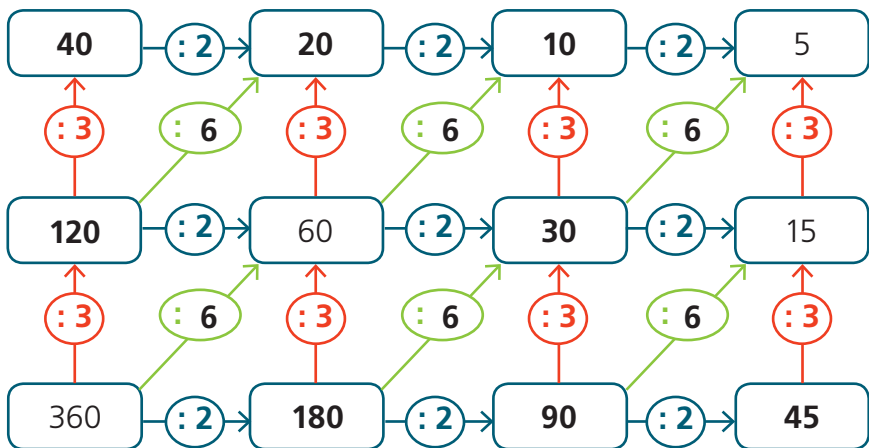 40 : 2 20 : 2 10 : 2 5
: 3 : 6 : 3 : 6 : 3 : 6 : 3
120 : 2 60 : 2 30 : 2 15
: 3 : 6 : 3 : 6 : 3 : 6 : 3
360 : 2 180 : 2 90 : 2 45